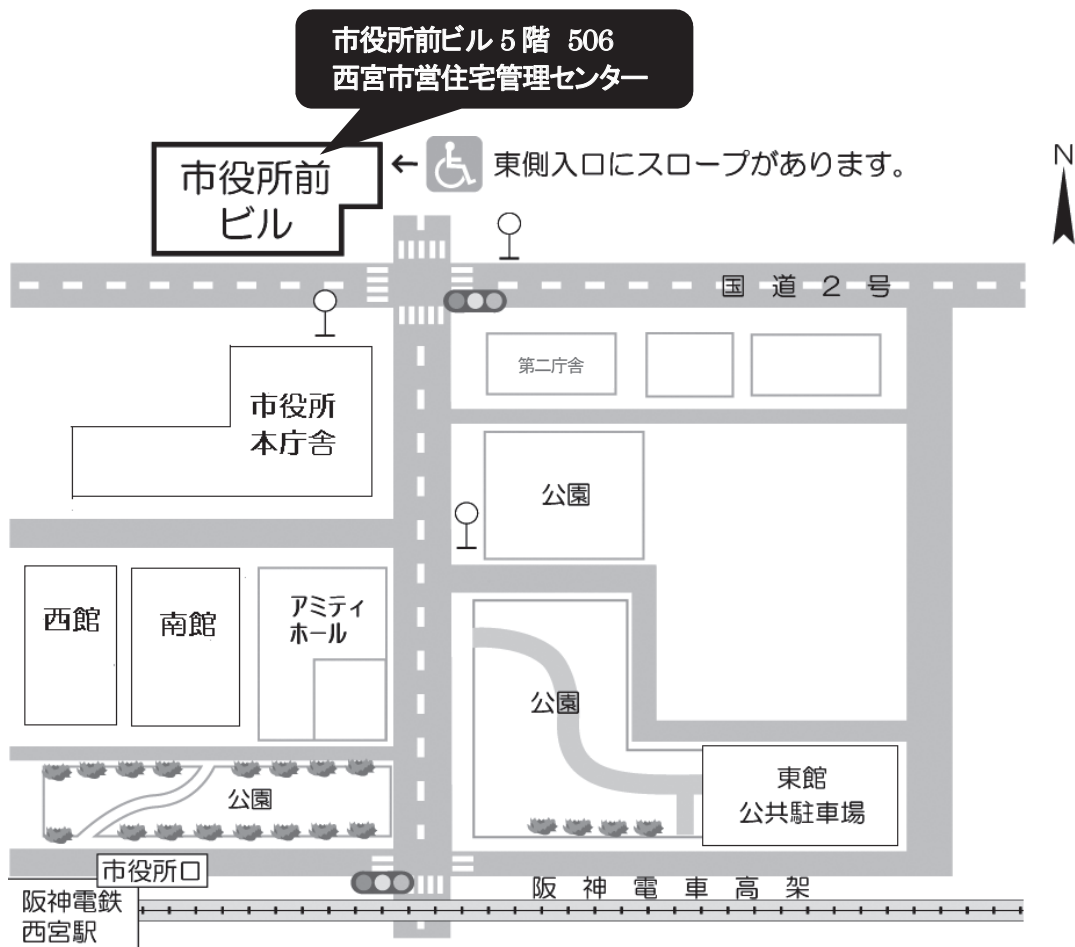 市役所前ビル 5 階 506
西宮市営住宅管理センター
市役所前
ビル
← 東側入口にスロープがあります。
N
国道2号
第二庁舎
市役所
本庁舎
公園
西館
南館
アミティ
ホール
公園
公園
東館
公共駐車場
市役所口
阪神電車高架
阪神電鉄
西宮駅